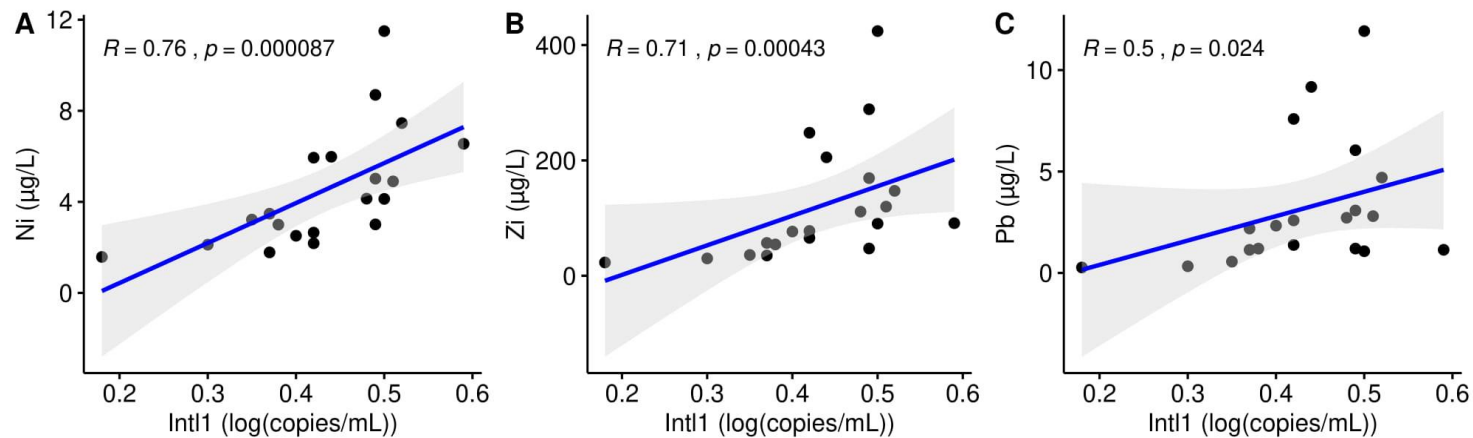 A
R = 0.76 , p = 0.000087
Ni (µg/L)
12
8
4
0
0.2 0.3 0.4 0.5 0.6
Intl1 (log(copies/mL))
B
R = 0.71 , p = 0.00043
Zi (µg/L)
400
200
0
0.2 0.3 0.4 0.5 0.6
Intl1 (log(copies/mL))
C
R = 0.5 , p = 0.024
Pb (µg/L)
10
5
0
0.2 0.3 0.4 0.5 0.6
Intl1 (log(copies/mL))